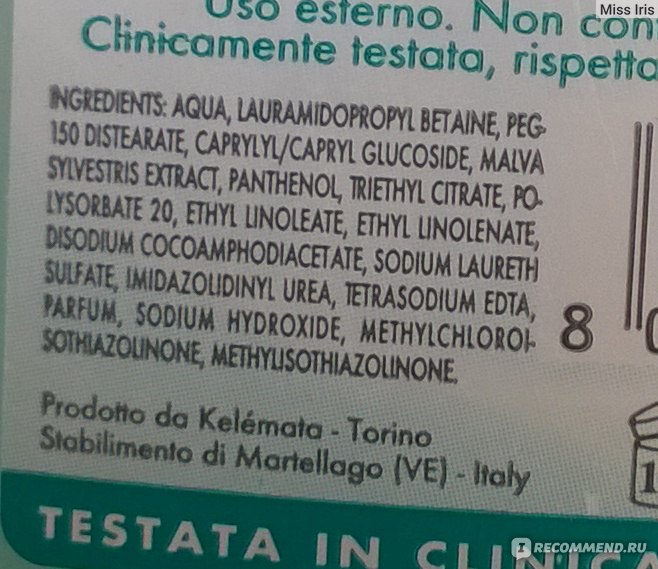 Miss Iris
Uso esterno. Non con
Clinicamente testata, rispetta
INGREDIENTS: AQUA, LAURAMIDOPROPYL BETAINE, PEG-
150 DISTEARATE, CAPRYLYL/CAPRYL GLUCOSIDE, MALVA
SYLVESTRIS EXTRACT, PANTHENOL, TRIETHYL CITRATE, PO-
LYSORBATE 20, ETHYL LINOLEATE, ETHYL LINOLENATE,
DISODIUM COCOAMPHODIACETATE, SODIUM LAURETH
SULFATE, IMIDAZOLIDINYL UREA, TETRASODIUM EDTA,
PARFUM, SODIUM HYDROXIDE, METHYLCHLOROI-
SOTHIAZOLINONE, METHYLISOTHIAZOLINONE.
8
Prodotto da Kelémata - Torino
Stabilimento di Martellago (VE) - Italy
1
TESTATA IN CLINICA
IRECOMMEND.RU